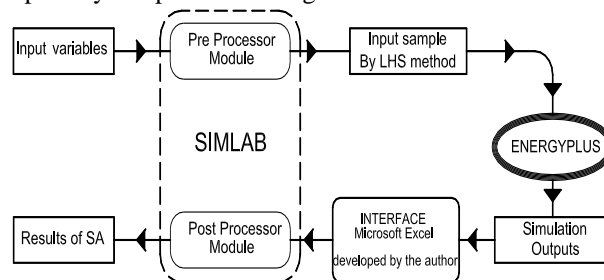 Input variables
Pre Processor
Module
Input sample
By LHS method
SIMLAB
ENERGYPLUS
Results of SA
Post Processor
Module
INTERFACE
Microsoft Excel
developed by the author
Simulation
Outputs